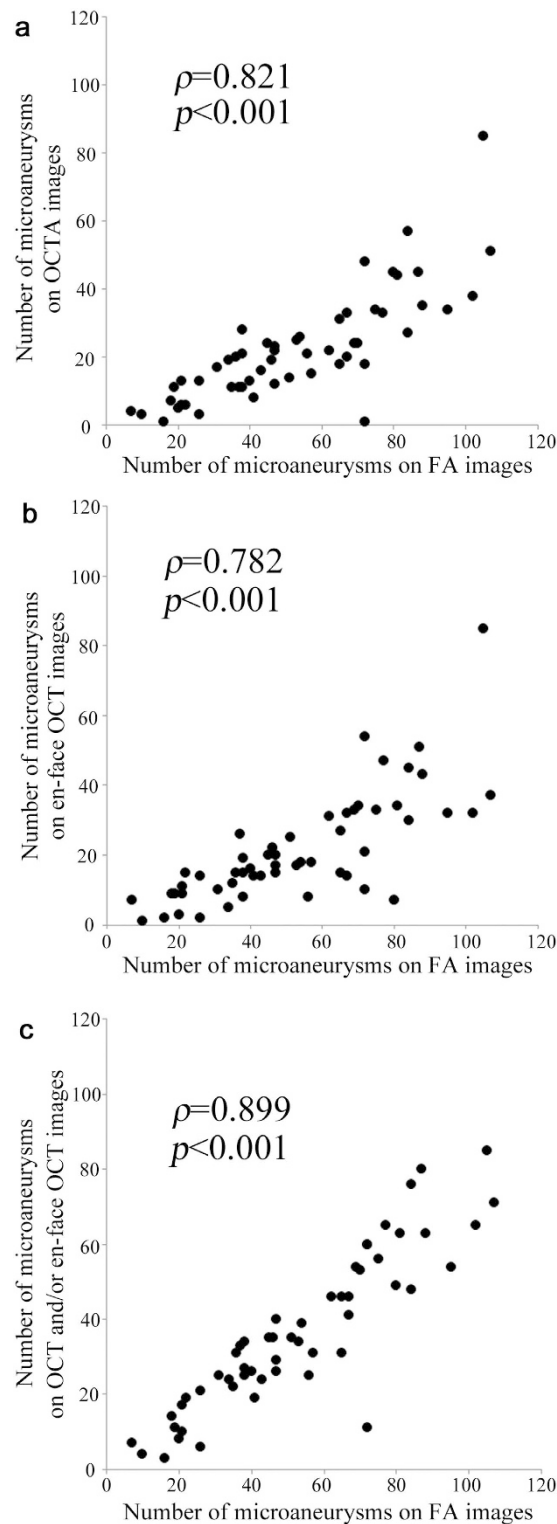 a
120
100
80
60
40
20
0
Number of microaneurysms
on OCTA images
ρ=0.821
p<0.001
0 20 40 60 80 100 120
Number of microaneurysms on FA images
b
120
100
80
60
40
20
0
Number of microaneurysms
on en-face OCT images
ρ=0.782
p<0.001
0 20 40 60 80 100 120
Number of microaneurysms on FA images
c
120
100
80
60
40
20
0
Number of microaneurysms
on OCT and/or en-face OCT images
ρ=0.899
p<0.001
0 20 40 60 80 100 120
Number of microaneurysms on FA images